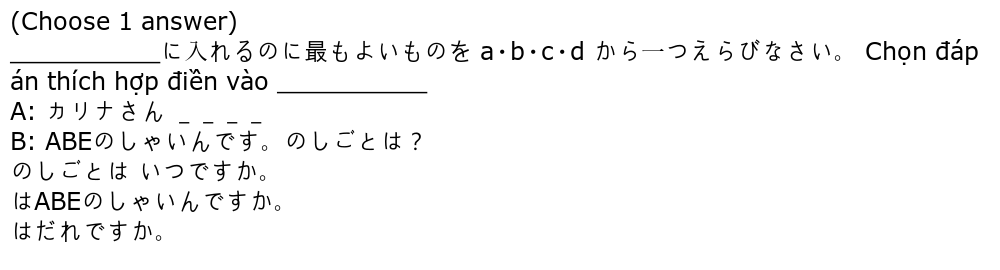 (Choose 1 answer)
____________に入れるのに最もよいものを a・b・c・d から一つえらびなさい。 Chọn đáp
án thích hợp điền vào ____________
A: カリナさん _ _ _ _
B: ABEのしゃいんです。のしごとは？
のしごとは いつですか。
はABEのしゃいんですか。
はだれですか。